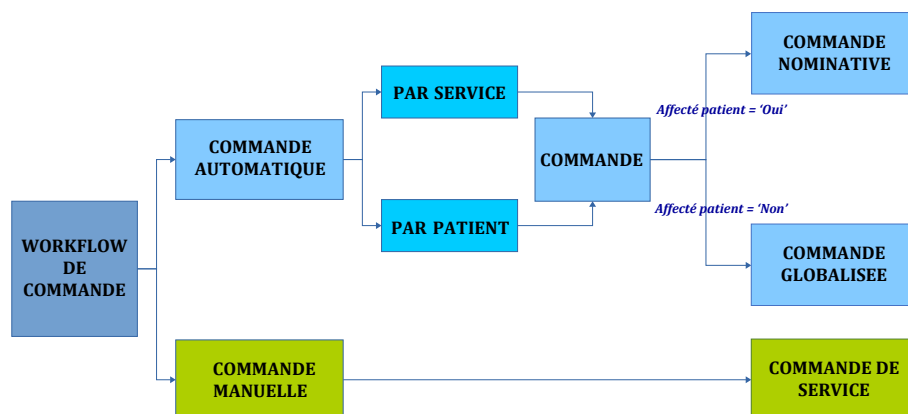 WORKFLOW
DE
COMMANDE
COMMANDE
AUTOMATIQUE
PAR SERVICE
PAR PATIENT
COMMANDE
Affecté patient = ‘Oui’
Affecté patient = ‘Non’
COMMANDE
NOMINATIVE
COMMANDE
GLOBALISEE
COMMANDE
MANUELLE
COMMANDE DE
SERVICE